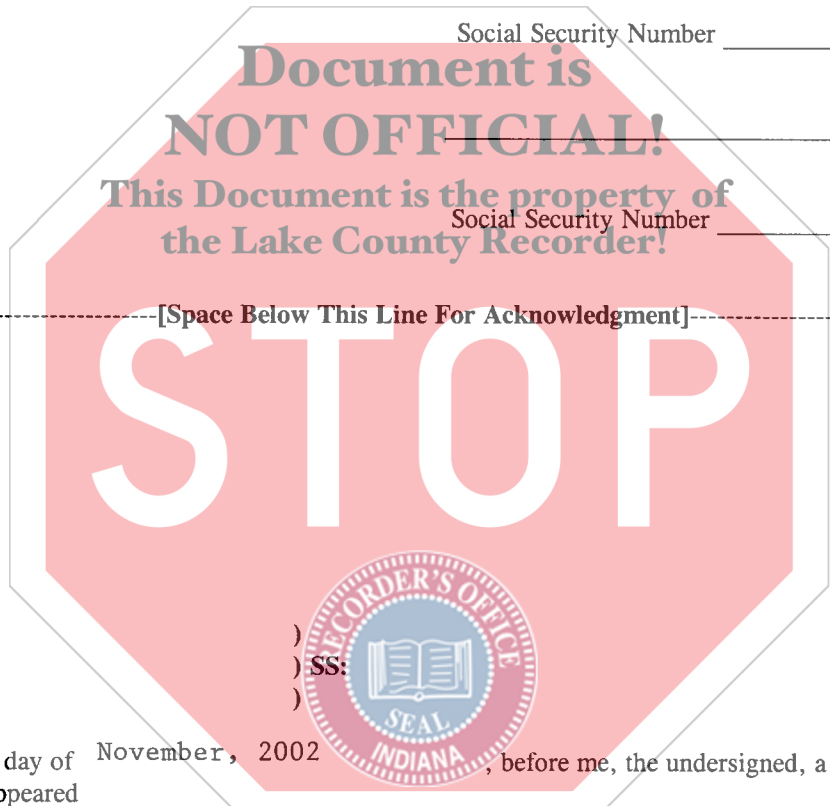 Social Security Number
Document is
NOT OFFICIAL!
This Document is the property of
the Lake County Recorder!
Social Security Number
[Space Below This Line For Acknowledgment]
STOP
RECORDER'S OFFICE
)
) SS:
)
SEAL
INDIANA
day of November, 2002 , before me, the undersigned, a
ppeared